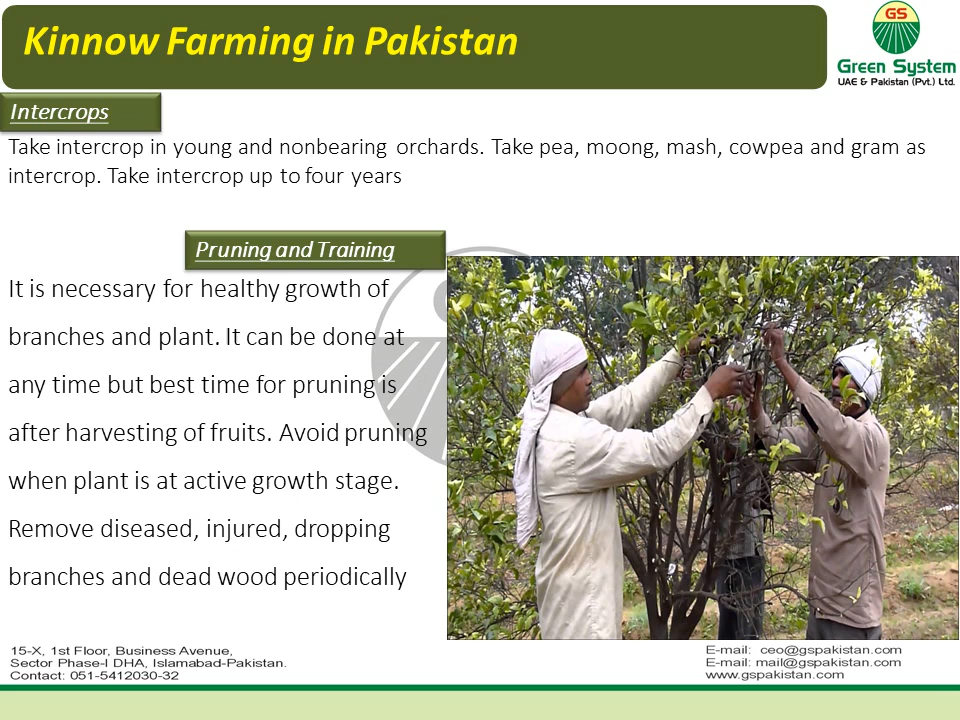 Kinnow Farming in Pakistan
GS
Green System
UAE & Pakistan (Pvt.) Ltd.
Intercrops
Take intercrop in young and nonbearing orchards. Take pea, moong, mash, cowpea and gram as
intercrop. Take intercrop up to four years
Pruning and Training
It is necessary for healthy growth of
branches and plant. It can be done at
any time but best time for pruning is
after harvesting of fruits. Avoid pruning
when plant is at active growth stage.
Remove diseased, injured, dropping
branches and dead wood periodically
15-X, 1st Floor, Business Avenue,
Sector Phase-I DHA, Islamabad-Pakistan.
Contact: 051-5412030-32
E-mail: ceo@gspakistan.com
E-mail: mail@gspakistan.com
www.gspakistan.com